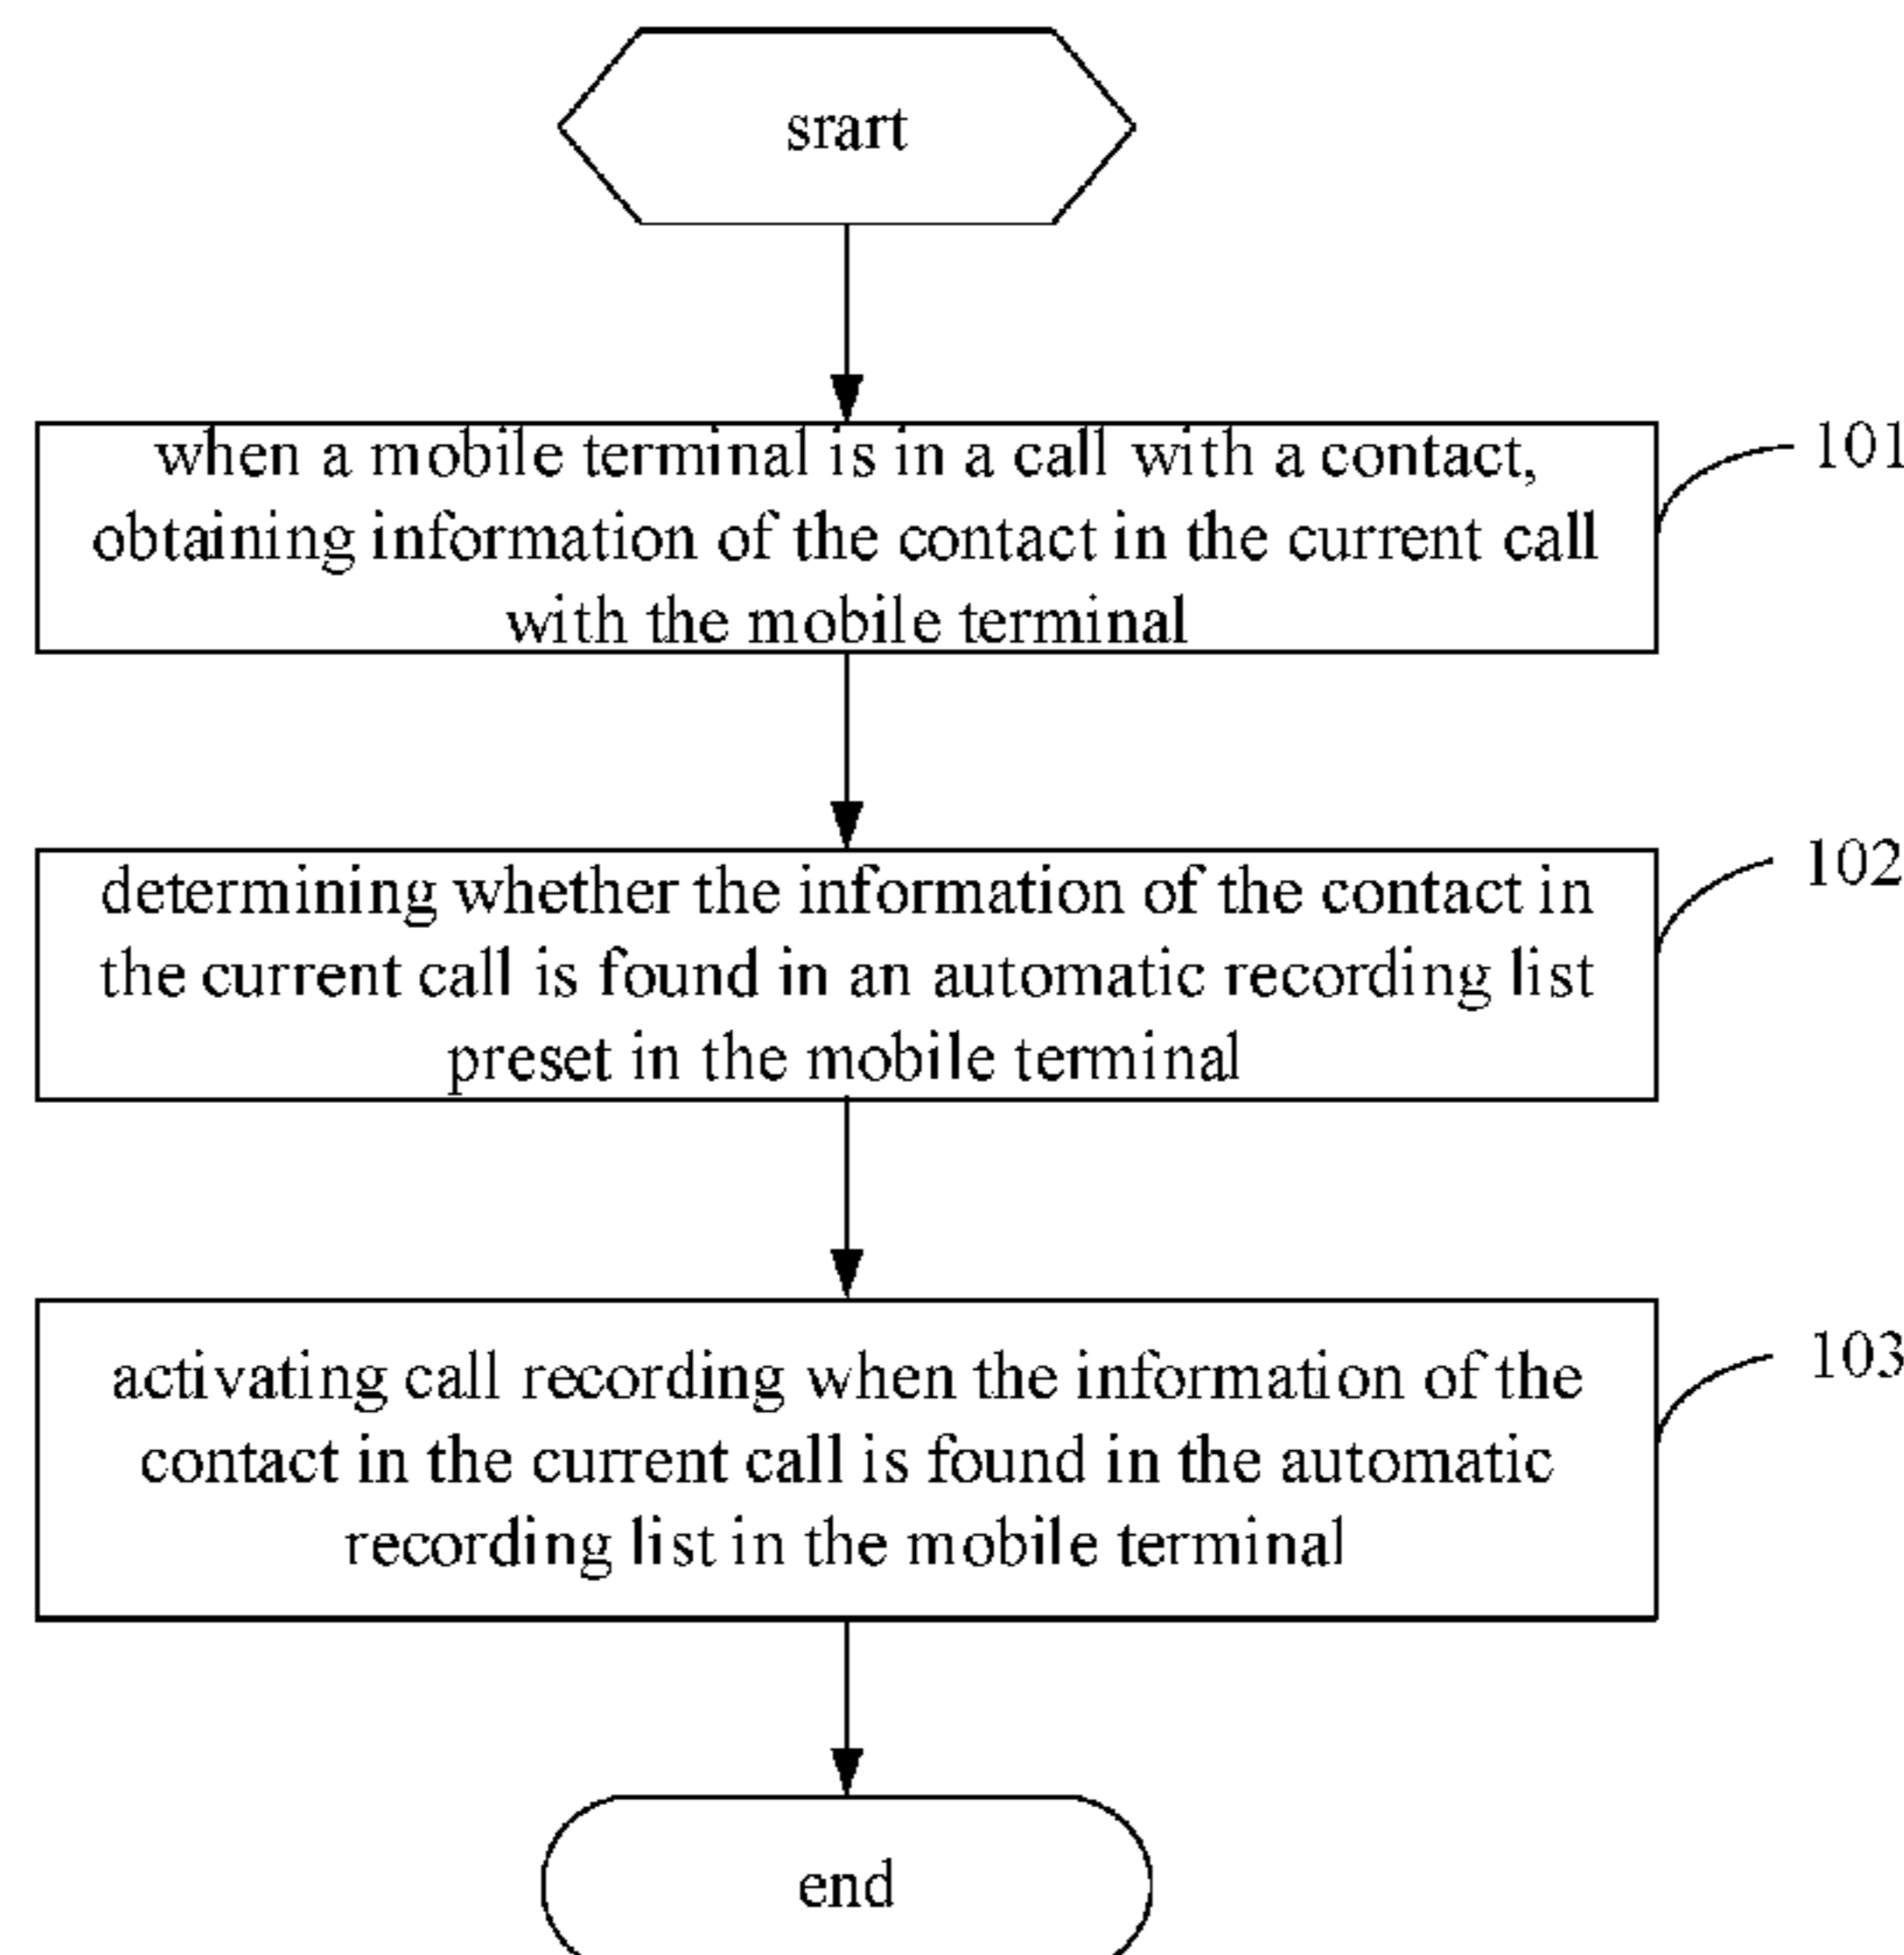 srart
when a mobile terminal is in a call with a contact,
obtaining information of the contact in the current call
with the mobile terminal
101
determining whether the information of the contact in
the current call is found in an automatic recording list
preset in the mobile terminal
102
activating call recording when the information of the
contact in the current call is found in the automatic
recording list in the mobile terminal
103
end